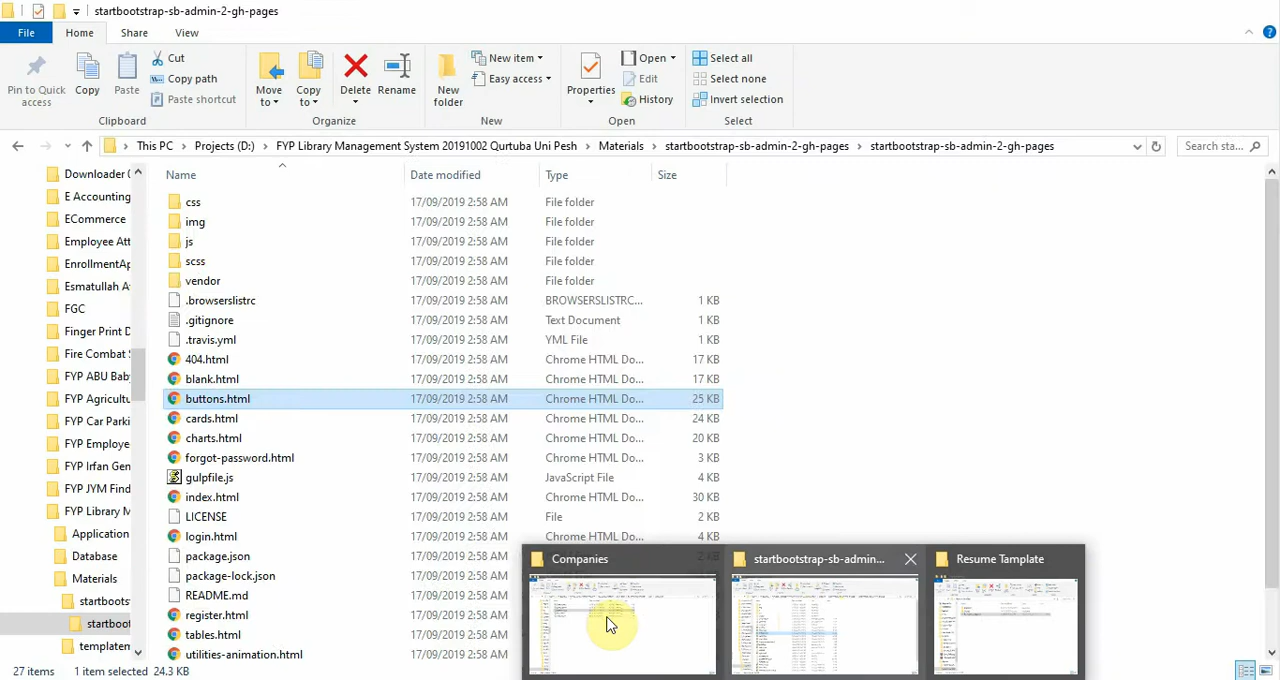 startbootstrap-sb-admin-2-gh-pages
File Home Share View
Pin to Quick access
Copy
Paste
Cut
Copy path
Paste shortcut
Clipboard
Move to
Copy to
Delete
Rename
Organize
New folder
New item
Easy access
New
Properties
Open
Edit
History
Open
Select all
Select none
Invert selection
Select
This PC > Projects (D:) > FYP Library Management System 20191002 Qurtuba Uni Pesh > Materials > startbootstrap-sb-admin-2-gh-pages > startbootstrap-sb-admin-2-gh-pages
Search sta...
Downloader (
E Accounting
ECommerce
Employee Att
EnrollmentAp
Esmatullah A
FGC
Finger Print D
Fire Combat S
FYP ABU Baby
FYP Agricultu
FYP Car Parki
FYP Employe
FYP Irfan Gen
FYP JYM Find
FYP Library M
Application
Database
Materials
startboo
startboo
template
Name Date modified Type Size
css 17/09/2019 2:58 AM File folder
img 17/09/2019 2:58 AM File folder
js 17/09/2019 2:58 AM File folder
scss 17/09/2019 2:58 AM File folder
vendor 17/09/2019 2:58 AM File folder
.browserslistrc 17/09/2019 2:58 AM BROWSERSLISTRC... 1 KB
.gitignore 17/09/2019 2:58 AM Text Document 1 KB
.travis.yml 17/09/2019 2:58 AM YML File 1 KB
404.html 17/09/2019 2:58 AM Chrome HTML Do... 17 KB
blank.html 17/09/2019 2:58 AM Chrome HTML Do... 17 KB
buttons.html 17/09/2019 2:58 AM Chrome HTML Do... 25 KB
cards.html 17/09/2019 2:58 AM Chrome HTML Do... 24 KB
charts.html 17/09/2019 2:58 AM Chrome HTML Do... 20 KB
forgot-password.html 17/09/2019 2:58 AM Chrome HTML Do... 3 KB
gulpfile.js 17/09/2019 2:58 AM JavaScript File 4 KB
index.html 17/09/2019 2:58 AM Chrome HTML Do... 30 KB
LICENSE 17/09/2019 2:58 AM File 2 KB
login.html 17/09/2019 2:58 AM Chrome HTML Do... 4 KB
package.json 17/09/2019 2:58 AM
package-lock.json 17/09/2019 2:58 AM
README.md 17/09/2019 2:58 AM
register.html 17/09/2019 2:58 AM
tables.html 17/09/2019 2:58 AM
17/09/2019 2:58 AM
Companies
startbootstrap-sb-admin...
Resume Tamplate
27 items 24.3 KB